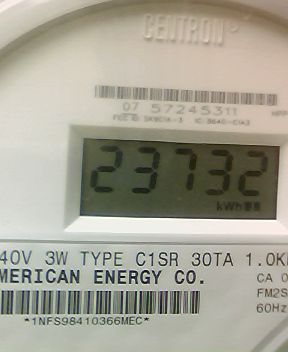 CENTRON®
07 57245311
23732
kWh
40V 3W TYPE C1SR 30TA 1.0K
MERICAN ENERGY CO.
CA 0
FM2S
60Hz
*1NFS98410366MEC*